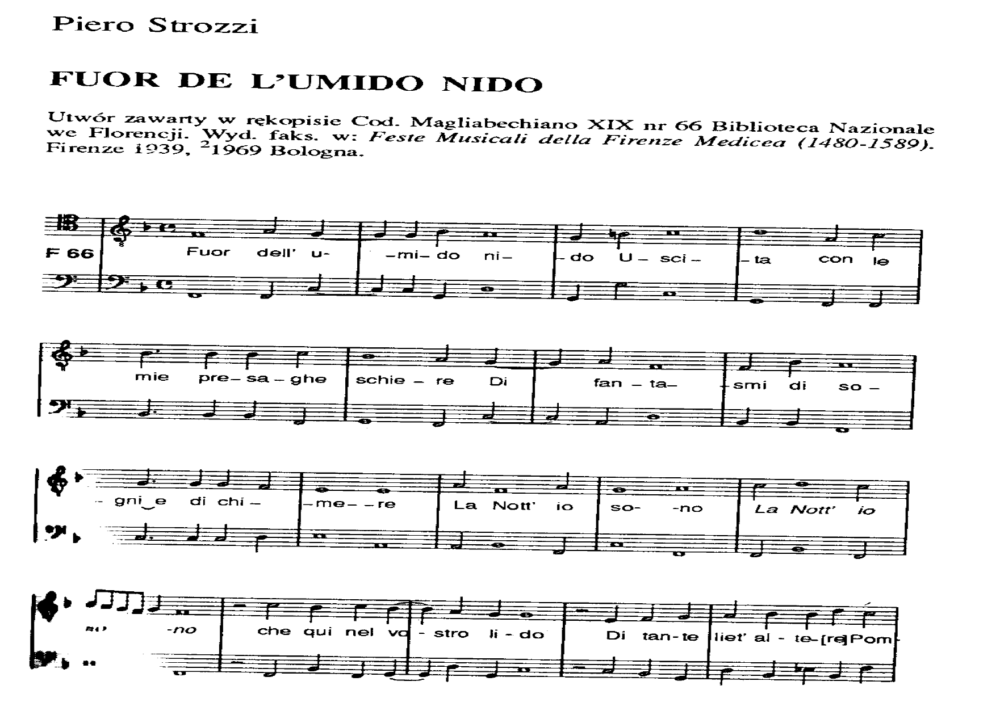 Piero Strozzi
FUOR DE L’UMIDO NIDO
Utwór zawarty w rękopisie Cod. Magliabechiano XIX nr 66 Biblioteca Nazionale
we Florencji. Wyd. faks. w: Feste Musicali della Firenze Medicea (1480-1589).
Firenze 1939, ²1969 Bologna.
F 66 Fuor dell' u- -mi-do ni- -do U-sci- -ta con le
mie pre-sa-ghe schie-re Di fan-ta- -smi di so-
-gni‿e di chi- -me--re La Nott' io so- -no La Nott' io
-no che qui nel vo-stro li-do Di tan-te liet' al-te-[re]Pom-